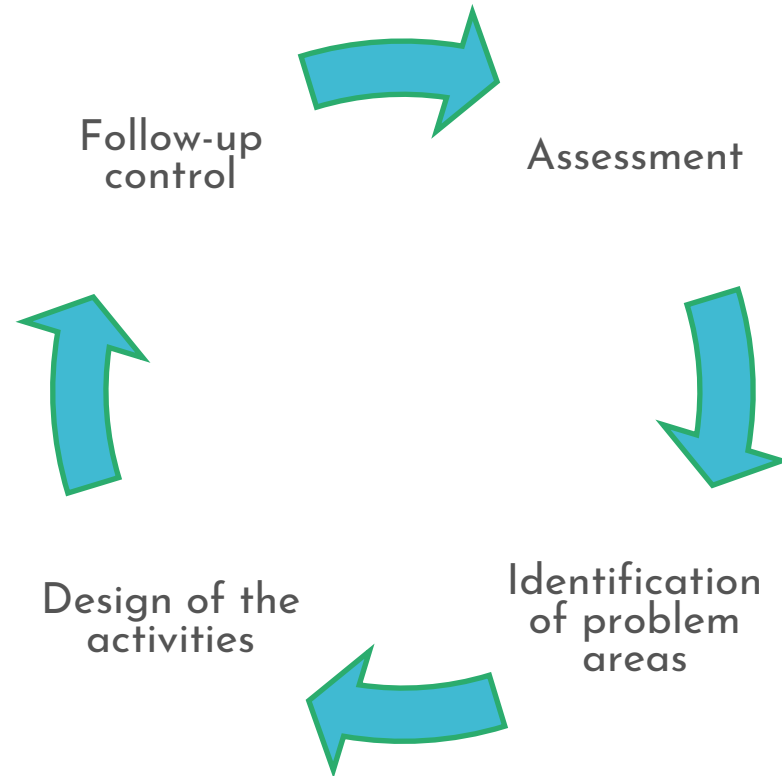 Follow-up
control
Assessment
Design of the
activities
Identification
of problem
areas